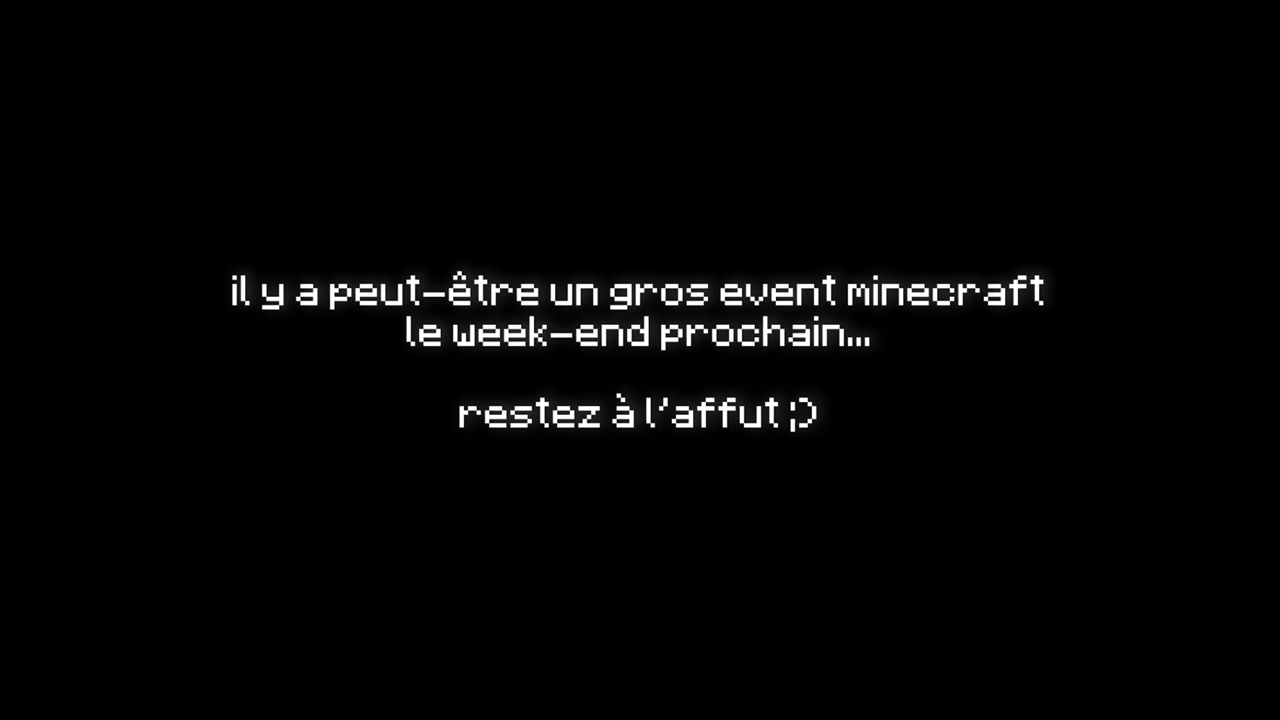 il y a peut-être un gros event minecraft
le week-end prochain...
restez à l'affut ;)